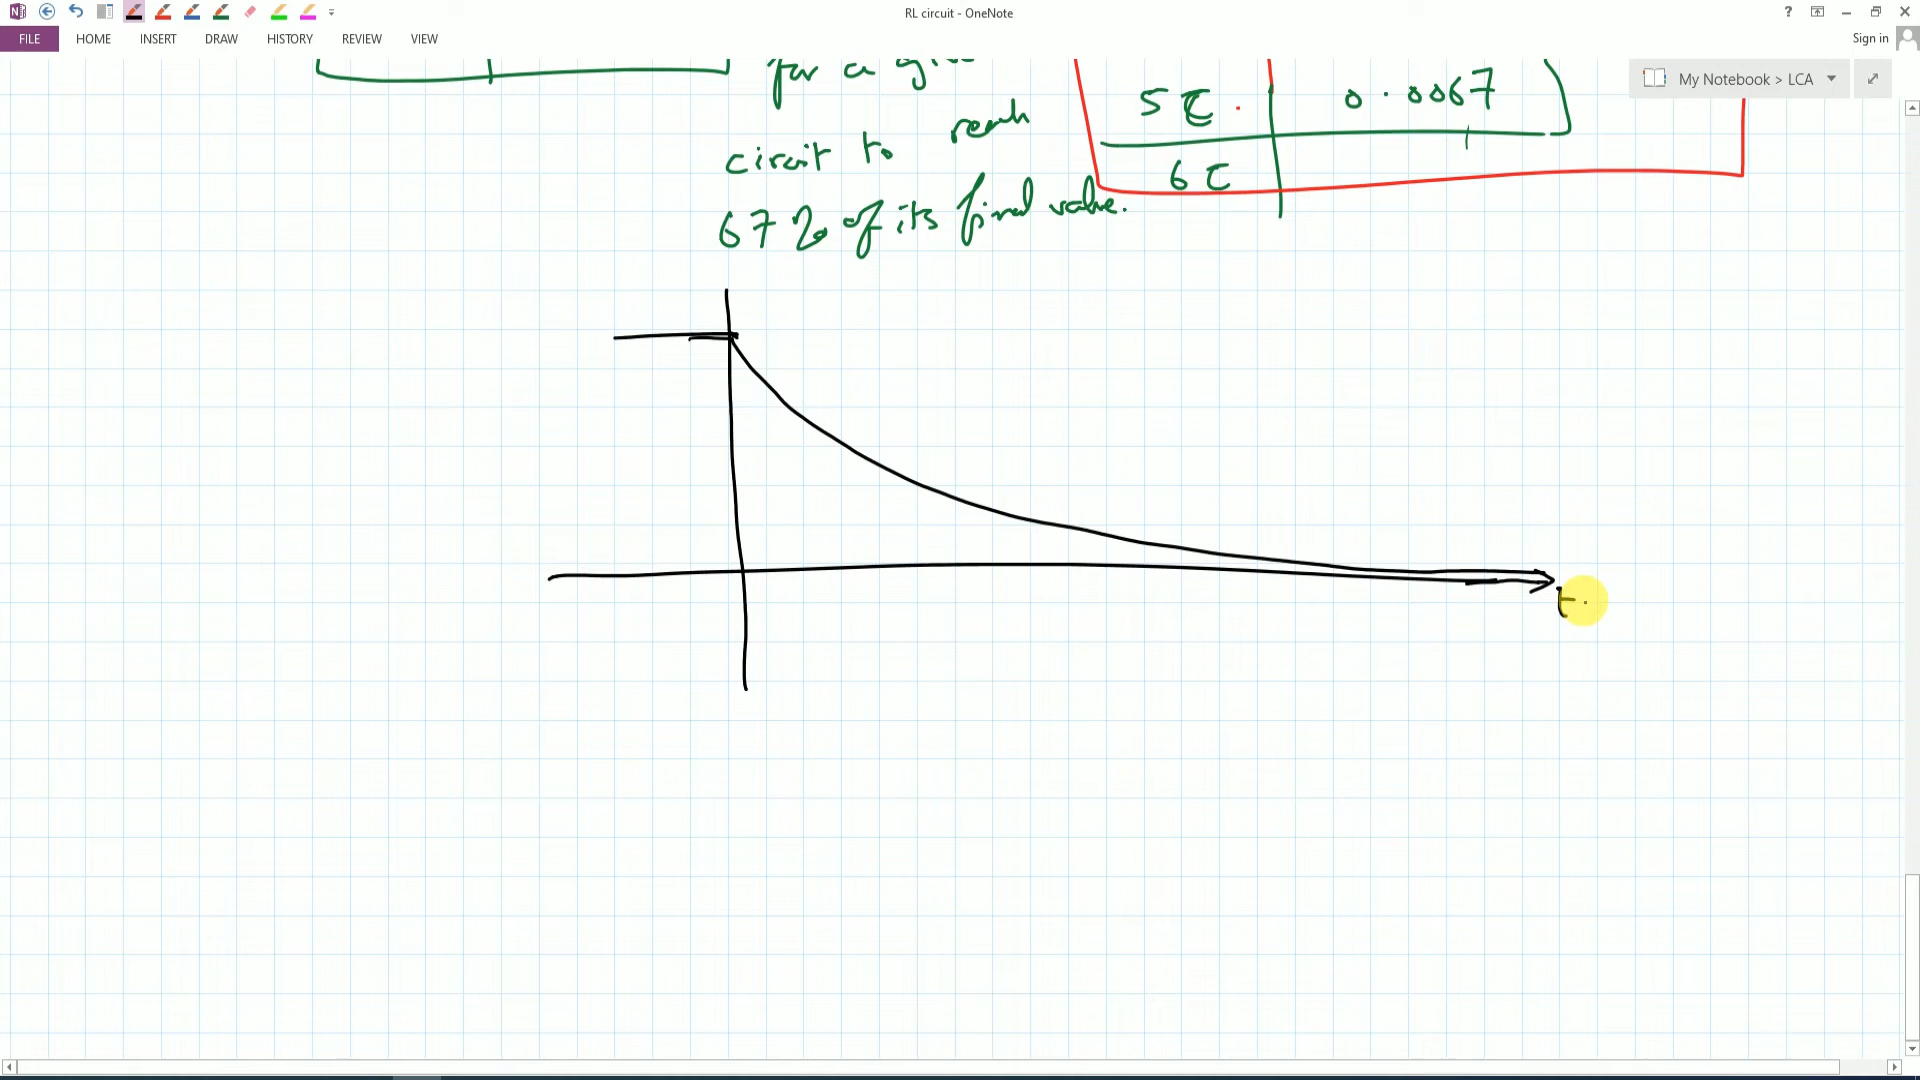 RL circuit - OneNote
FILE HOME INSERT DRAW HISTORY REVIEW VIEW
Sign in
My Notebook > LCA
for a
circuit to reach
67% of its final value.
5τ 0.0067
6τ
t